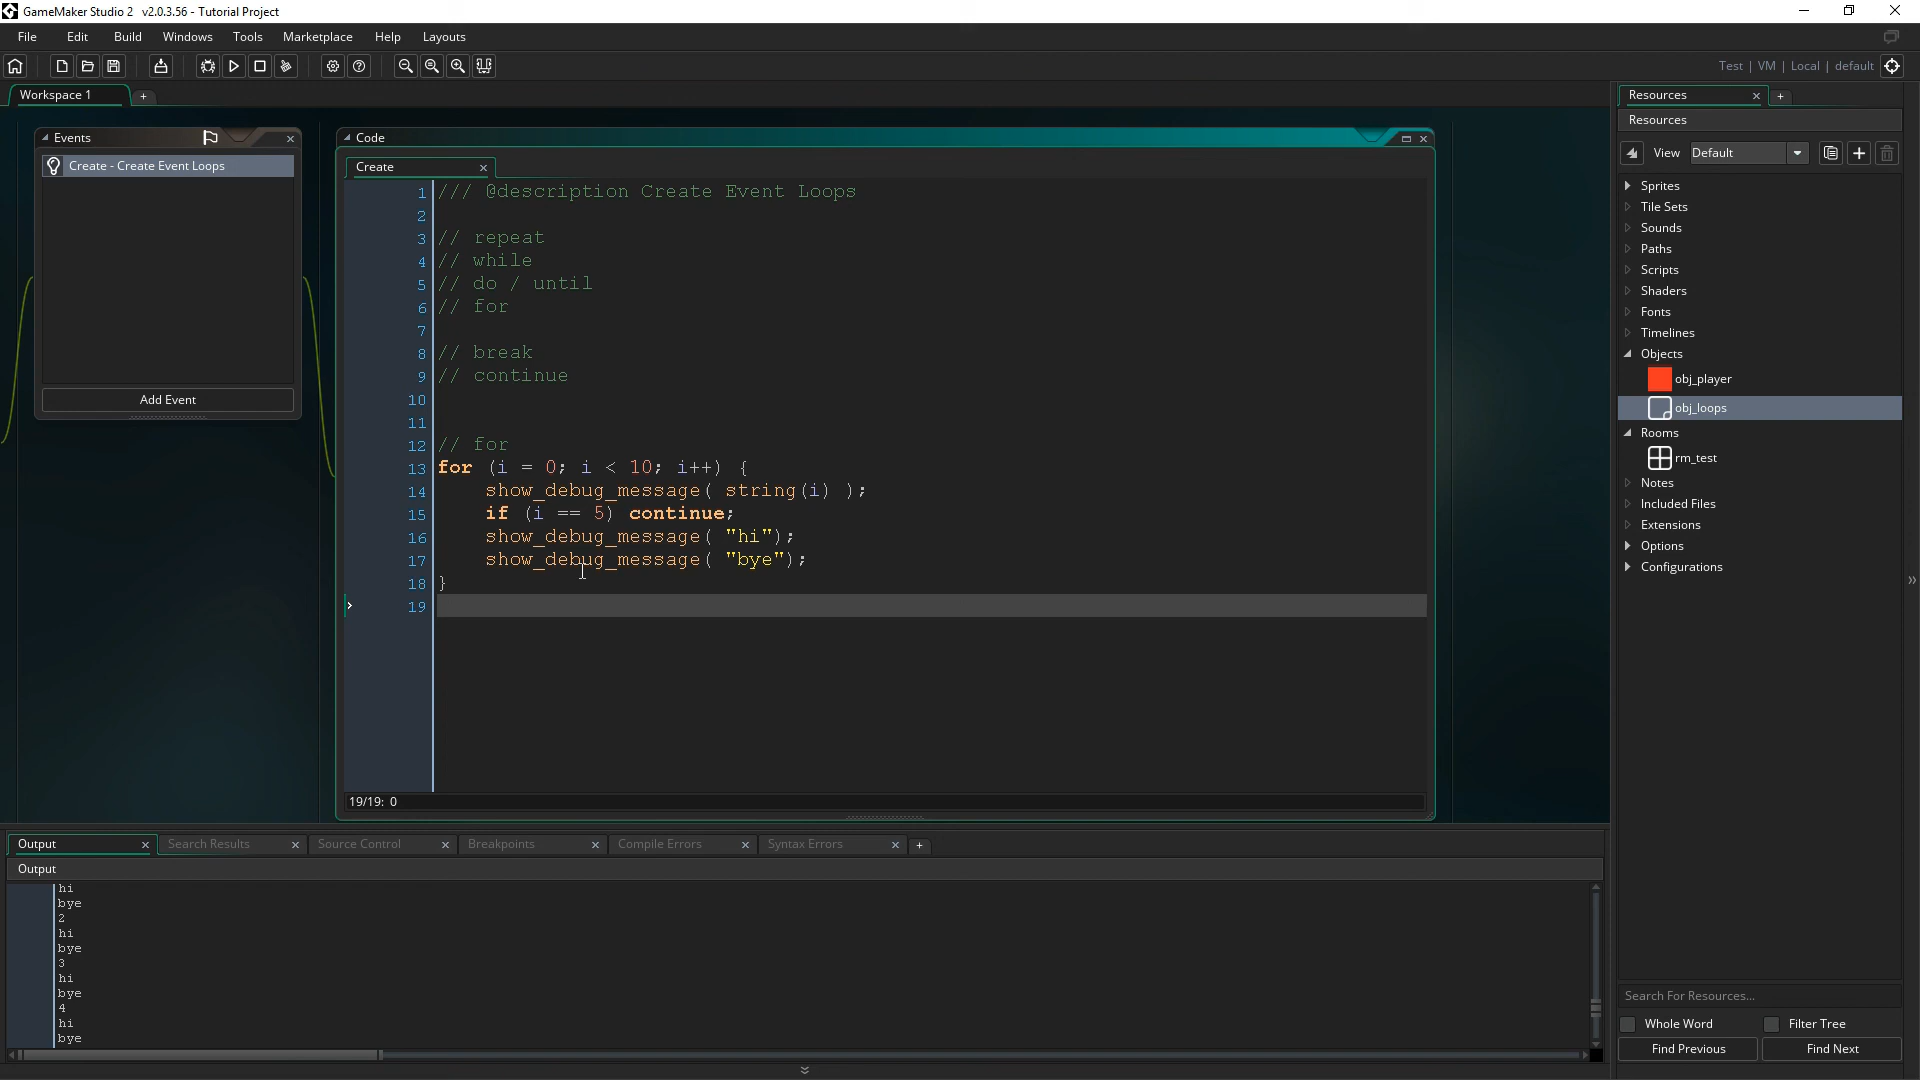 GameMaker Studio 2 v2.0.3.56 - Tutorial Project
File Edit Build Windows Tools Marketplace Help Layouts
Test | VM | Local | default
Workspace 1 +
Events
Create - Create Event Loops
Add Event
Code
Create
1 /// @description Create Event Loops
2
3 // repeat
4 // while
5 // do / until
6 // for
7
8 // break
9 // continue
10
11
12 // for
13 for (i = 0; i < 10; i++) {
14 show_debug_message( string(i) );
15 if (i == 5) continue;
16 show_debug_message( "hi");
17 show_debug_message( "bye");
18 }
19
19/19: 0
Resources
Resources
View Default
Sprites
Tile Sets
Sounds
Paths
Scripts
Shaders
Fonts
Timelines
Objects
obj_player
obj_loops
Rooms
rm_test
Notes
Included Files
Extensions
Options
Configurations
Search For Resources...
Whole Word Filter Tree
Find Previous Find Next
Output Search Results Source Control Breakpoints Compile Errors Syntax Errors +
Output
hi
bye
2
hi
bye
3
hi
bye
4
hi
bye